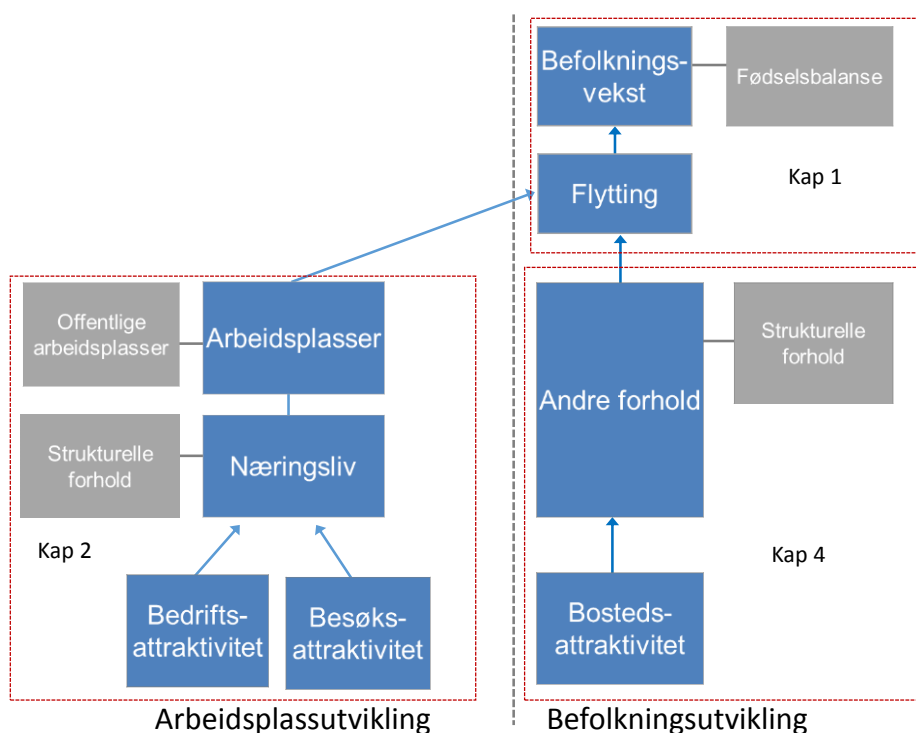 Befolknings-
vekst
Fødselsbalanse
Flytting
Kap 1
Offentlige
arbeidsplasser
Arbeidsplasser
Strukturelle
forhold
Næringsliv
Kap 2
Bedrifts-
attraktivitet
Besøks-
attraktivitet
Andre forhold
Strukturelle
forhold
Kap 4
Bosteds-
attraktivitet
Arbeidsplassutvikling
Befolkningsutvikling